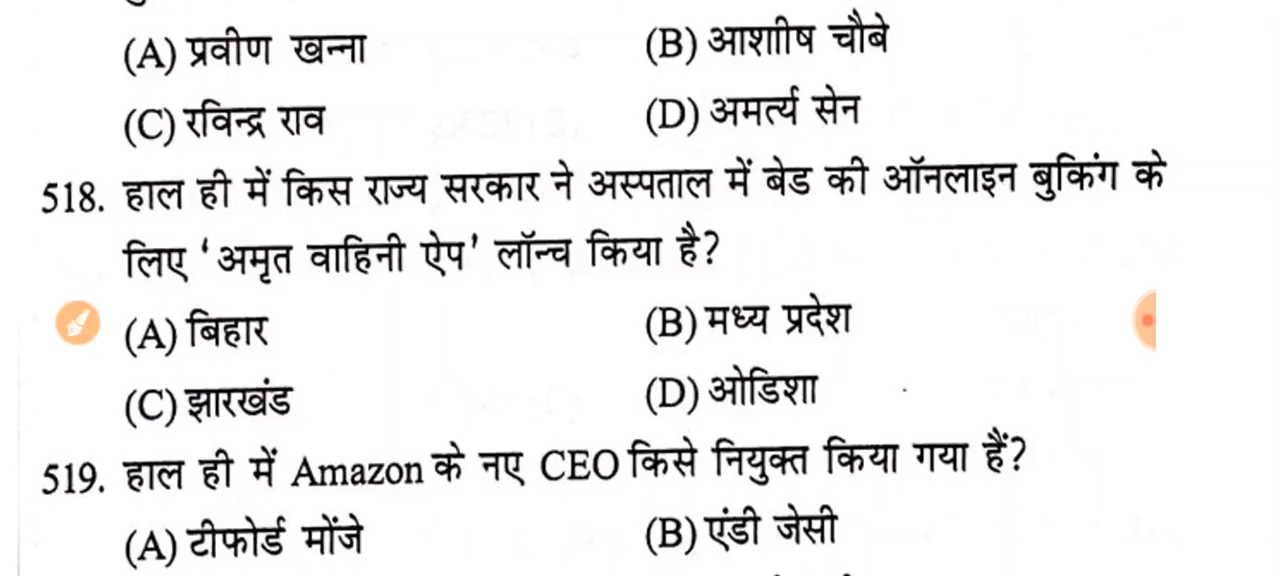 (A) प्रवीण खन्ना (B) आशाीष चौबे
(C) रविन्द्र राव (D) अमर्त्य सेन
518. हाल ही में किस राज्य सरकार ने अस्पताल में बेड की ऑनलाइन बुकिंग के
लिए ‘अमृत वाहिनी ऐप’ लॉन्च किया है?
(A) बिहार (B) मध्य प्रदेश
(C) झारखंड (D) ओडिशा
519. हाल ही में Amazon के नए CEO किसे नियुक्त किया गया हैं?
(A) टीफोर्ड मोंजे (B) एंडी जेसी